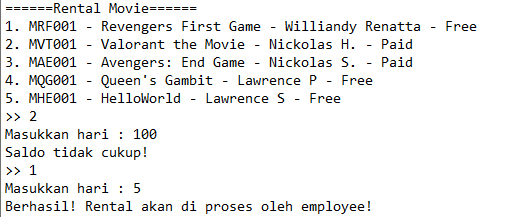 ======Rental Movie======
1. MRF001 - Revengers First Game - Williandy Renatta - Free
2. MVT001 - Valorant the Movie - Nickolas H. - Paid
3. MAE001 - Avengers: End Game - Nickolas S. - Paid
4. MQG001 - Queen's Gambit - Lawrence P - Free
5. MHE001 - HelloWorld - Lawrence S - Free
>> 2
Masukkan hari : 100
Saldo tidak cukup!
>> 1
Masukkan hari : 5
Berhasil! Rental akan di proses oleh employee!